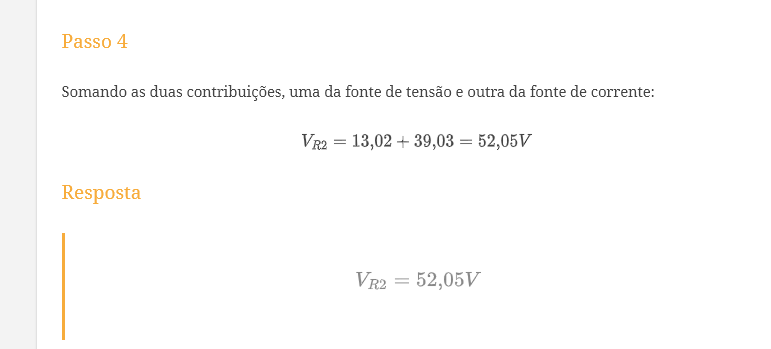 Passo 4
Somando as duas contribuições, uma da fonte de tensão e outra da fonte de corrente:
V_{R2} = 13,02 + 39,03 = 52,05V
Resposta
V_{R2} = 52,05V